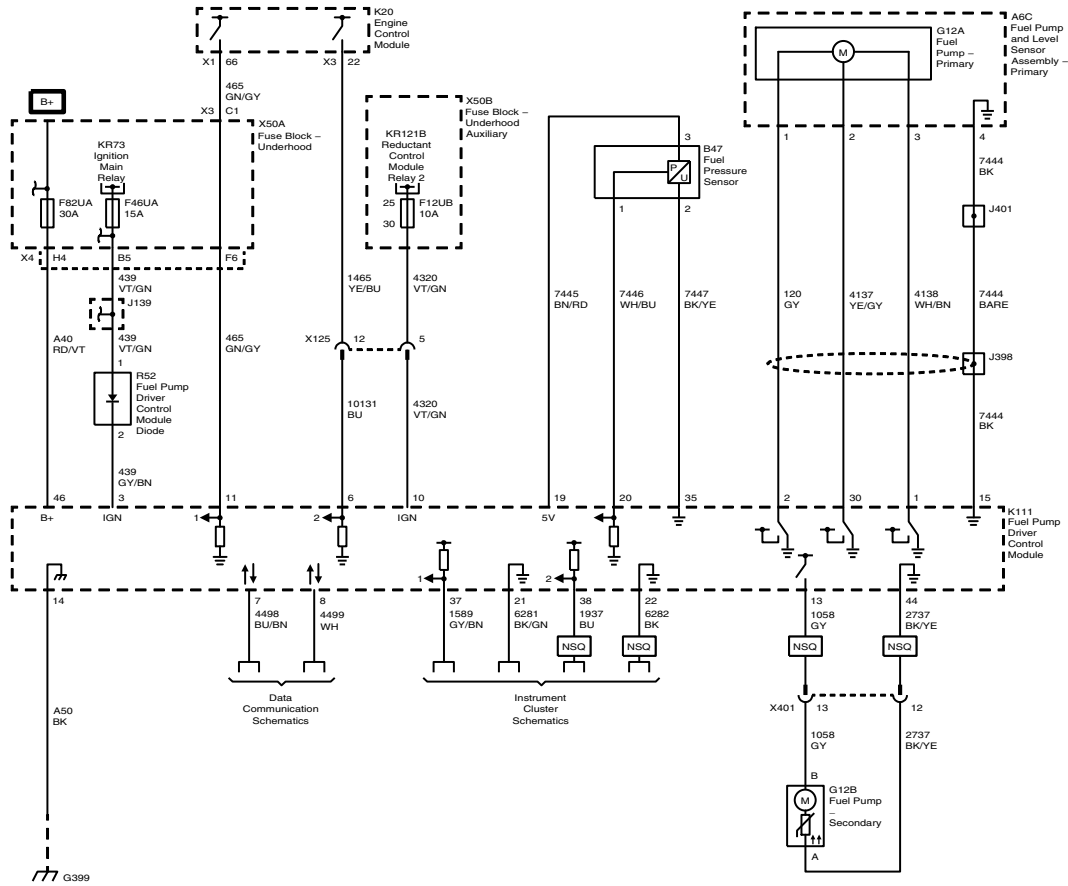 K20
Engine
Control
Module
X1 66
X3 22
465
GN/GY
X3 C1
B+
X50A
Fuse Block –
Underhood
KR73
Ignition
Main
Relay
F82UA
30A
F46UA
15A
X4 H4
B5
F6
439
VT/GN
J139
A40
RD/VT
439
VT/GN
465
GN/GY
1
R52
Fuel Pump
Driver
Control
Module
Diode
2
439
GY/BN
X50B
Fuse Block –
Underhood
Auxiliary
KR121B
Reductant
Control
Module
Relay 2
25
30
F12UB
10A
1465
YE/BU
4320
VT/GN
X125 12
5
10131
BU
4320
VT/GN
3
B47
Fuel
Pressure
Sensor
P
U
1
2
7445
BN/RD
7446
WH/BU
7447
BK/YE
A6C
Fuel Pump
and Level
Sensor
Assembly –
Primary
G12A
Fuel
Pump –
Primary
M
1
2
3
4
7444
BK
J401
120
GY
4137
YE/GY
4138
WH/BN
7444
BARE
J398
7444
BK
46
3
11
6
10
19
20
35
2
30
1
15
B+
IGN
1
2
IGN
5V
K111
Fuel Pump
Driver
Control
Module
1
2
14
7
8
37
21
38
22
13
44
4498
BU/BN
4499
WH
1589
GY/BN
6281
BK/GN
1937
BU
6282
BK
1058
GY
2737
BK/YE
NSQ
NSQ
NSQ
NSQ
Data
Communication
Schematics
Instrument
Cluster
Schematics
A50
BK
X401 13
12
1058
GY
2737
BK/YE
B
M
G12B
Fuel Pump
–
Secondary
A
G399